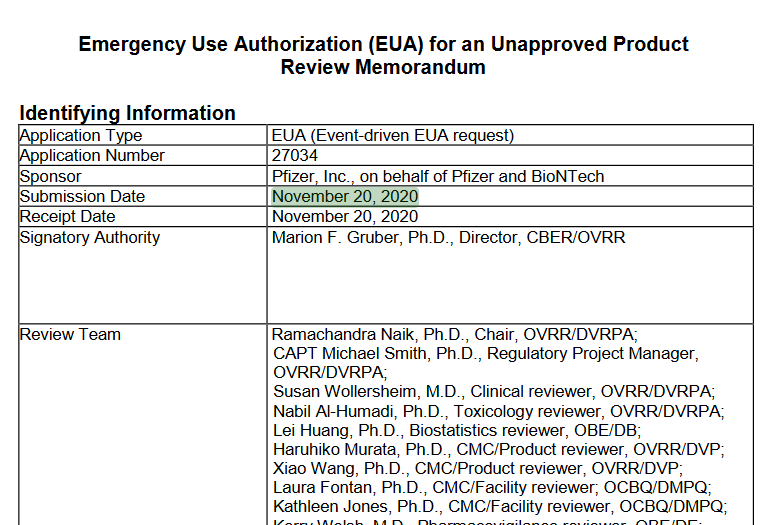 Emergency Use Authorization (EUA) for an Unapproved Product
Review Memorandum
Identifying Information
Application Type EUA (Event-driven EUA request)
Application Number 27034
Sponsor Pfizer, Inc., on behalf of Pfizer and BioNTech
Submission Date November 20, 2020
Receipt Date November 20, 2020
Signatory Authority Marion F. Gruber, Ph.D., Director, CBER/OVRR
Review Team Ramachandra Naik, Ph.D., Chair, OVRR/DVRPA;
CAPT Michael Smith, Ph.D., Regulatory Project Manager,
OVRR/DVRPA;
Susan Wollersheim, M.D., Clinical reviewer, OVRR/DVRPA;
Nabil Al-Humadi, Ph.D., Toxicology reviewer, OVRR/DVRPA;
Lei Huang, Ph.D., Biostatistics reviewer, OBE/DB;
Haruhiko Murata, Ph.D., CMC/Product reviewer, OVRR/DVP;
Xiao Wang, Ph.D., CMC/Product reviewer, OVRR/DVP;
Laura Fontan, Ph.D., CMC/Facility reviewer; OCBQ/DMPQ;
Kathleen Jones, Ph.D., CMC/Facility reviewer, OCBQ/DMPQ;
Kerry Welsh, M.D., Pharmacovigilance reviewer, OBE/DE;